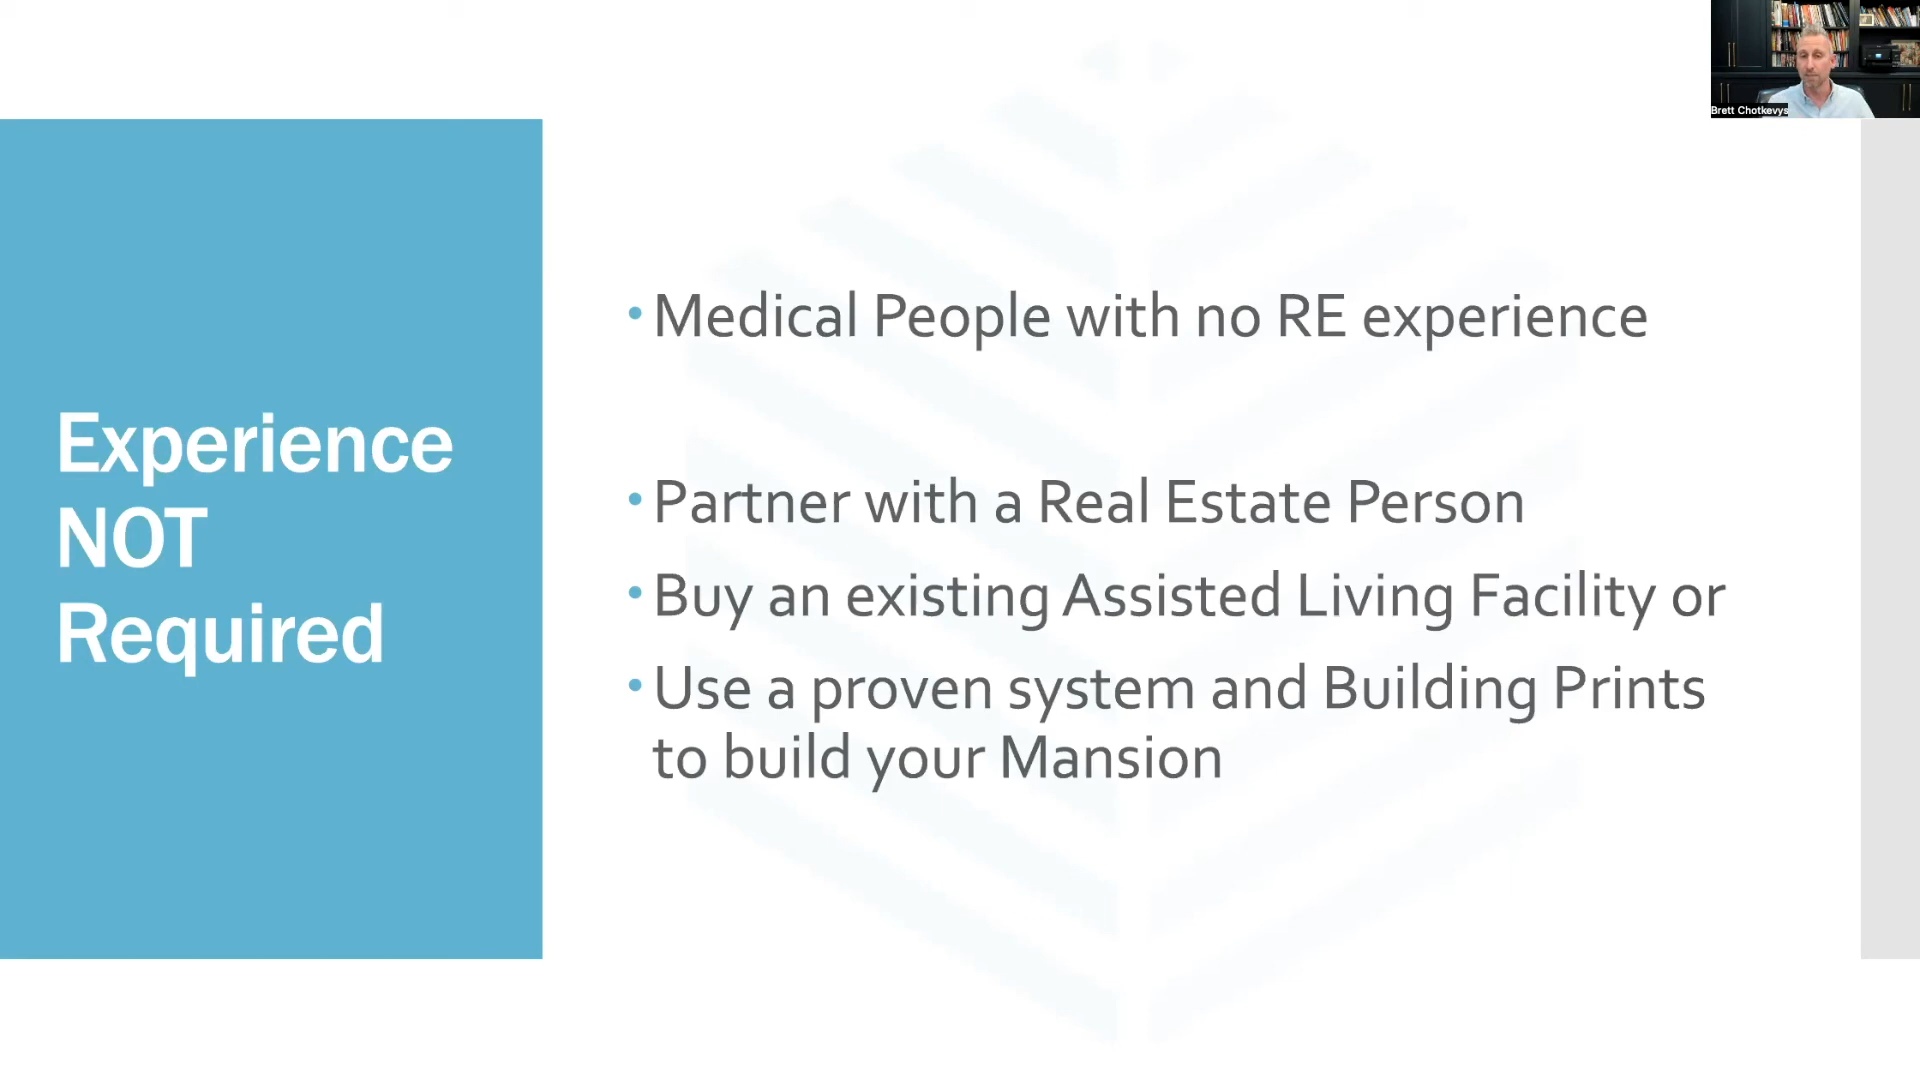 Brett Chotkevys
Experience
NOT
Required
• Medical People with no RE experience
• Partner with a Real Estate Person
• Buy an existing Assisted Living Facility or
• Use a proven system and Building Prints
to build your Mansion